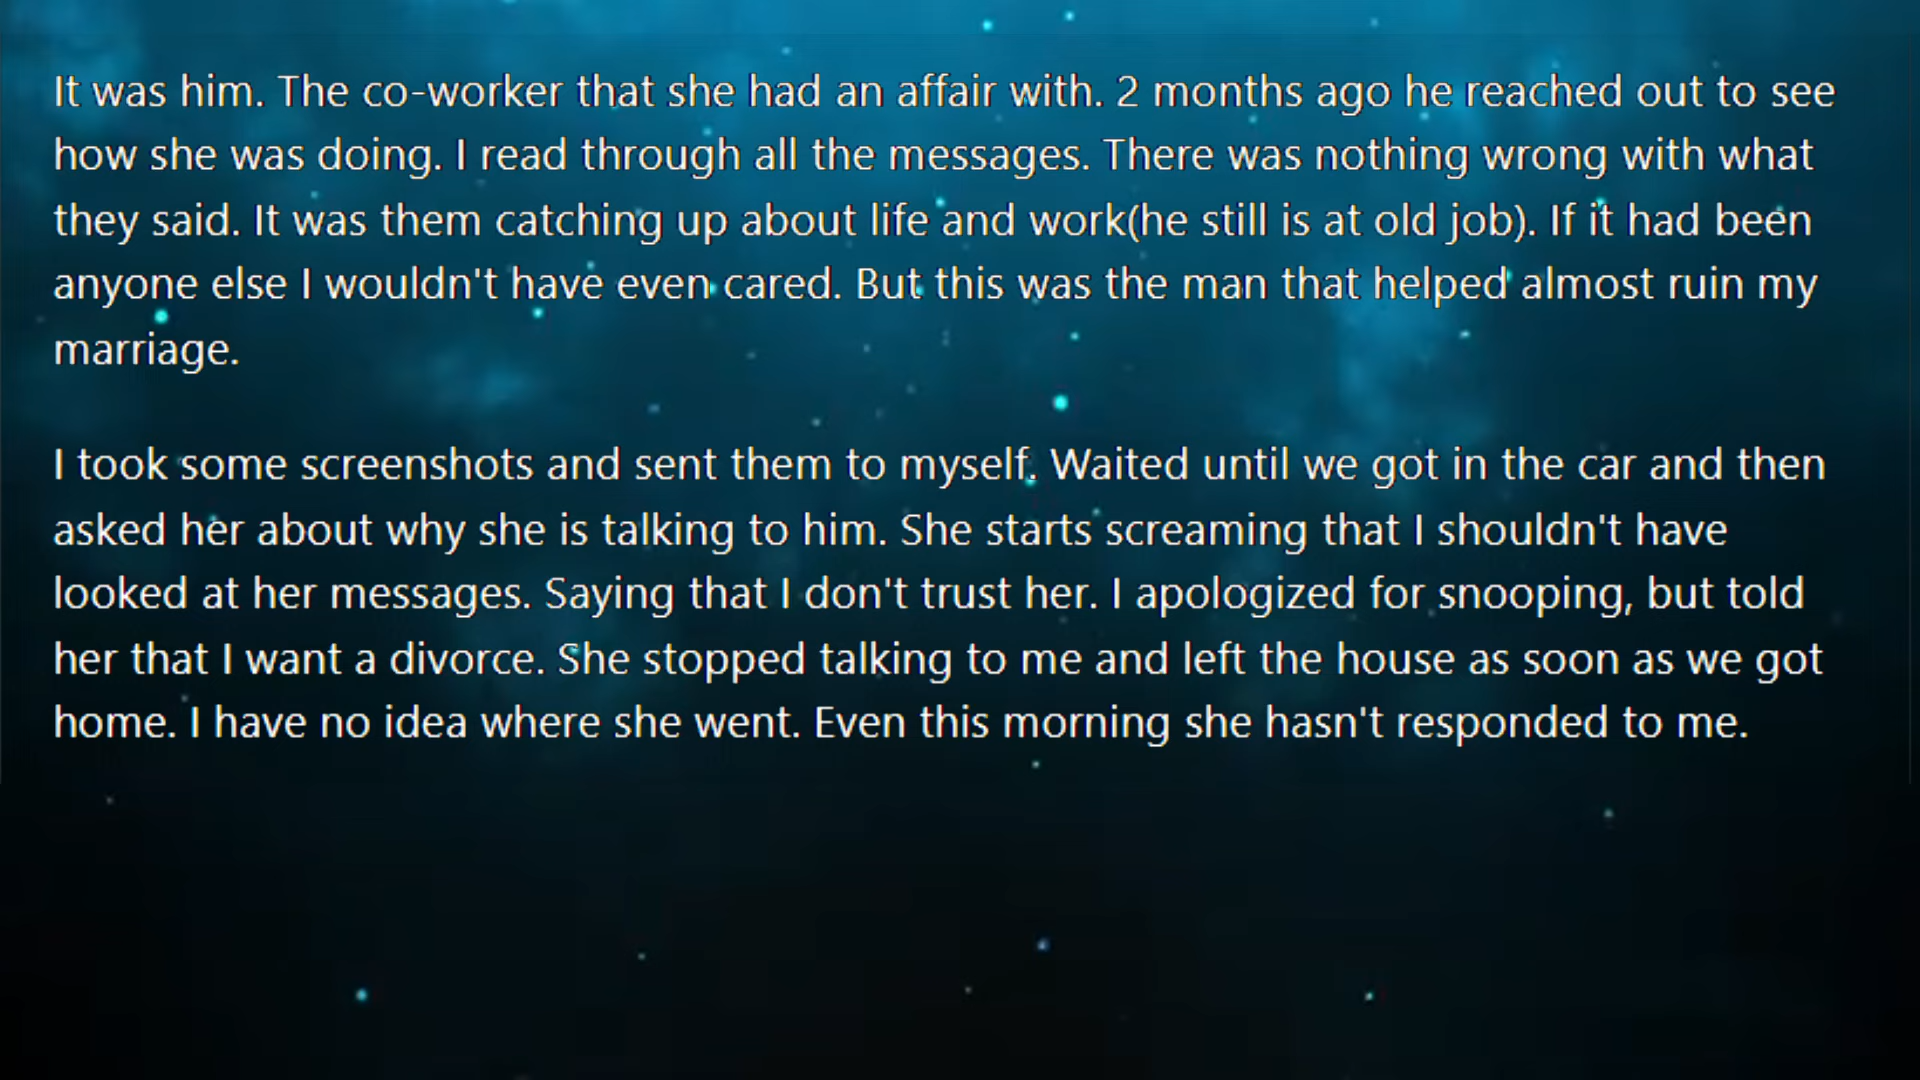 It was him. The co-worker that she had an affair with. 2 months ago he reached out to see
how she was doing. I read through all the messages. There was nothing wrong with what
they said. It was them catching up about life and work(he still is at old job). If it had been
anyone else I wouldn't have even cared. But this was the man that helped almost ruin my
marriage.
I took some screenshots and sent them to myself. Waited until we got in the car and then
asked her about why she is talking to him. She starts screaming that I shouldn't have
looked at her messages. Saying that I don't trust her. I apologized for snooping, but told
her that I want a divorce. She stopped talking to me and left the house as soon as we got
home. I have no idea where she went. Even this morning she hasn't responded to me.